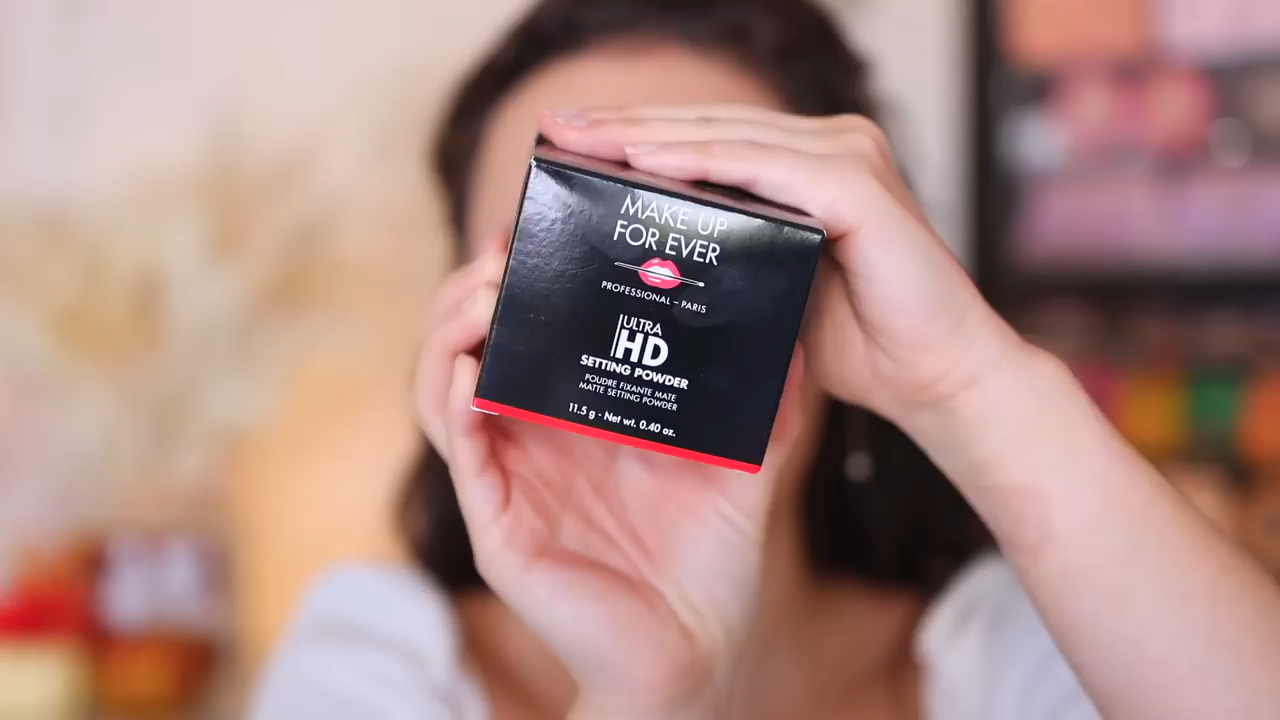 MAKE UP
FOR EVER
PROFESSIONAL – PARIS
ULTRA
HD
SETTING POWDER
POUDRE FIXANTE MATE
MATTE SETTING POWDER
11.5 g - Net wt. 0.40 oz.